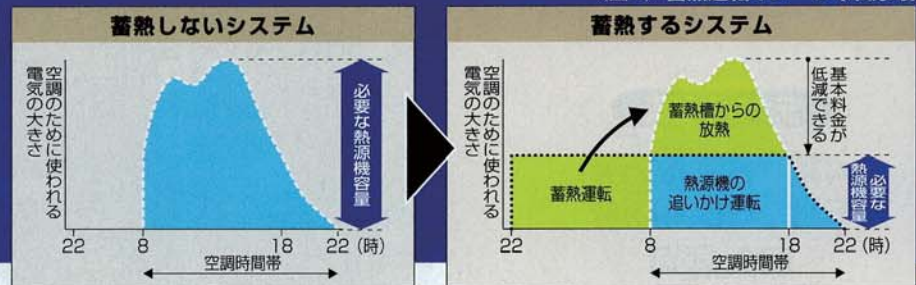 蓄熱しないシステム
空調のために使われる
電気の大きさ
必要な熱源機容量
22
8
18
22 (時)
空調時間帯
蓄熱するシステム
空調のために使われる
電気の大きさ
蓄熱槽からの
放熱
基本料金が
低減できる
蓄熱運転
熱源機の
追いかけ運転
必要な
熱源機容量
22
8
18
22 (時)
空調時間帯